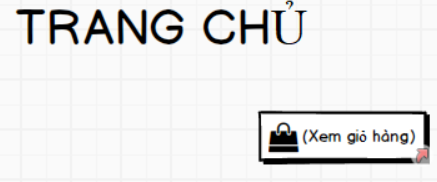 TRANG CHỦ
(Xem giỏ hàng)